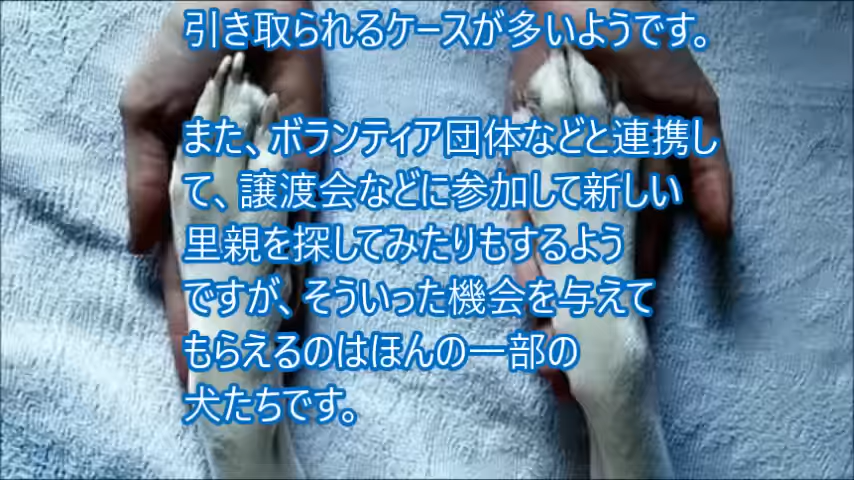 引き取られるケースが多いようです。
また、ボランティア団体などと連携し
て、譲渡会などに参加して新しい
里親を探してみたりもするよう
ですが、そういった機会を与えて
もらえるのはほんの一部の
犬たちです。